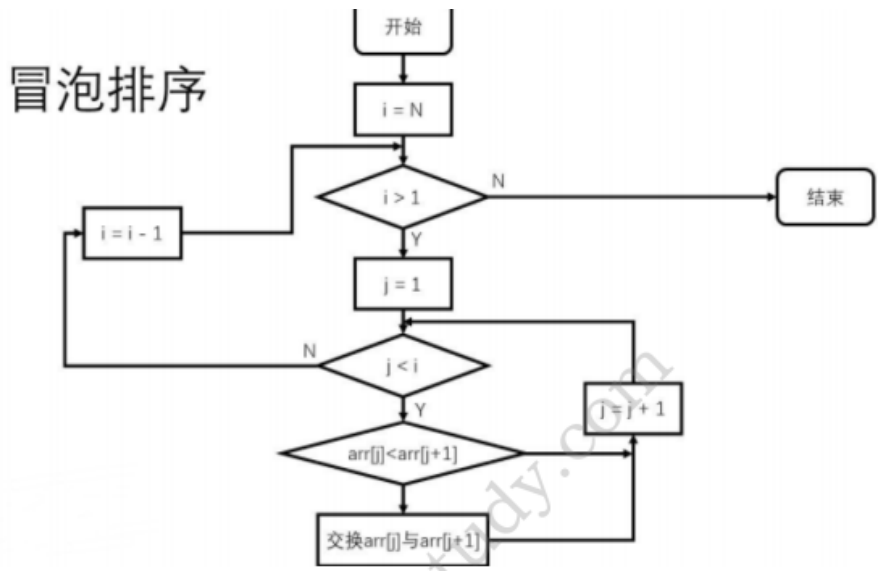 开始
冒泡排序
i = N
i > 1
N
结束
i = i - 1
Y
j = 1
N
j < i
Y
j = j + 1
arr[j]<arr[j+1]
交换arr[j]与arr[j+1]
tudy.com